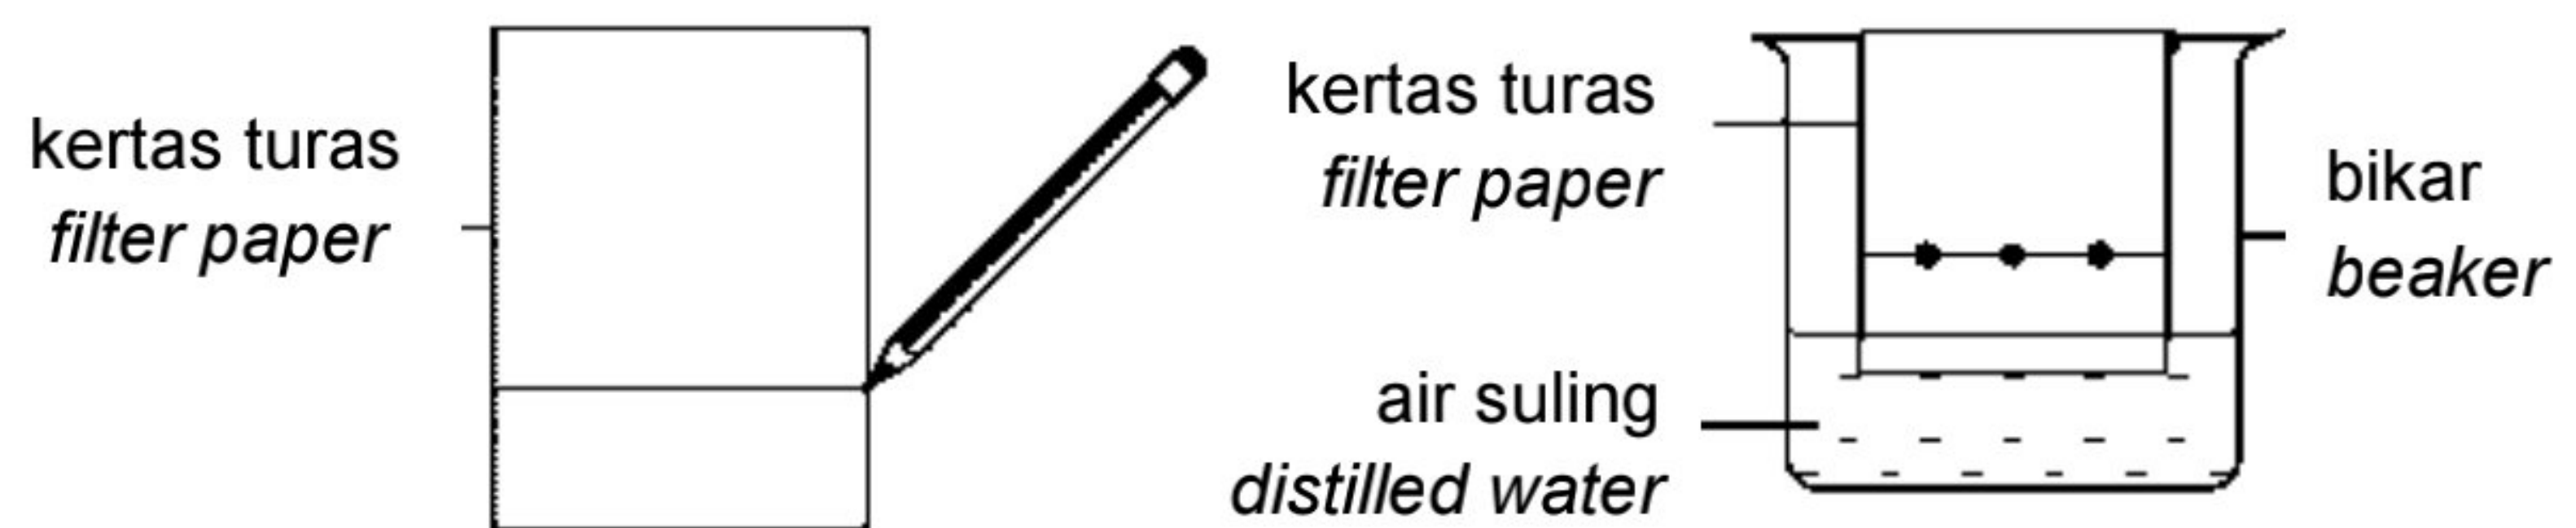 kertas turas
filter paper
kertas turas
filter paper
bikar
beaker
air suling
distilled water